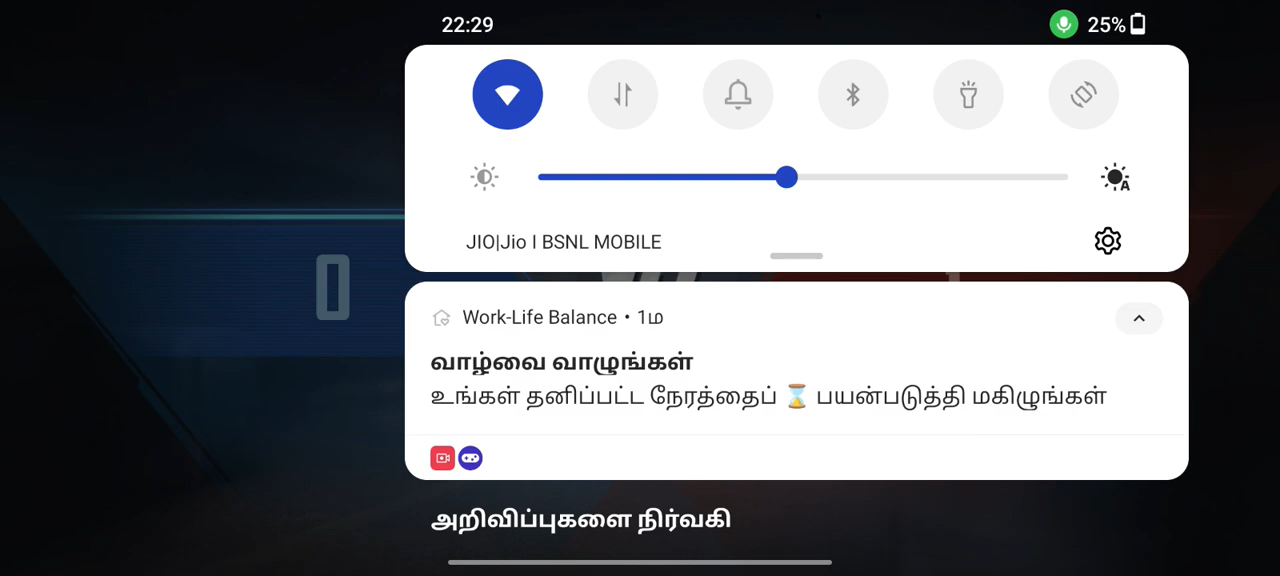 22:29
25%
JIO|Jio I BSNL MOBILE
Work-Life Balance • 1ம
வாழ்வை வாழுங்கள்
உங்கள் தனிப்பட்ட நேரத்தைப் ⌛ பயன்படுத்தி மகிழுங்கள்
அறிவிப்புகளை நிர்வகி
0